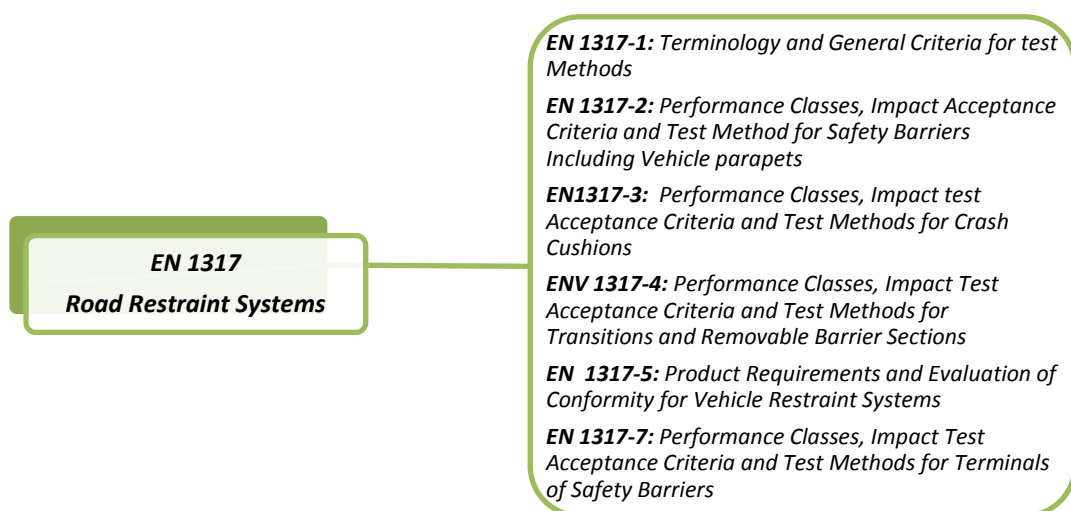 EN 1317
Road Restraint Systems
EN 1317-1: Terminology and General Criteria for test
Methods
EN 1317-2: Performance Classes, Impact Acceptance
Criteria and Test Method for Safety Barriers
Including Vehicle parapets
EN1317-3:  Performance Classes, Impact test
Acceptance Criteria and Test Methods for Crash
Cushions
ENV 1317-4: Performance Classes, Impact Test
Acceptance Criteria and Test Methods for
Transitions and Removable Barrier Sections
EN  1317-5: Product Requirements and Evaluation of
Conformity for Vehicle Restraint Systems
EN 1317-7: Performance Classes, Impact Test
Acceptance Criteria and Test Methods for Terminals
of Safety Barriers